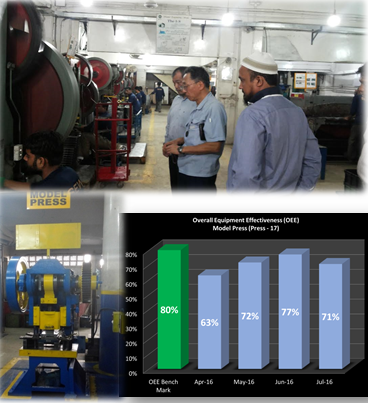 MODEL
PRESS
Overall Equipment Effectiveness (OEE)
Model Press (Press - 17)
80%
70%
60%
50%
40%
30%
20%
10%
0%
80%
63%
72%
77%
71%
OEE Bench
Mark
Apr-16
May-16
Jun-16
Jul-16